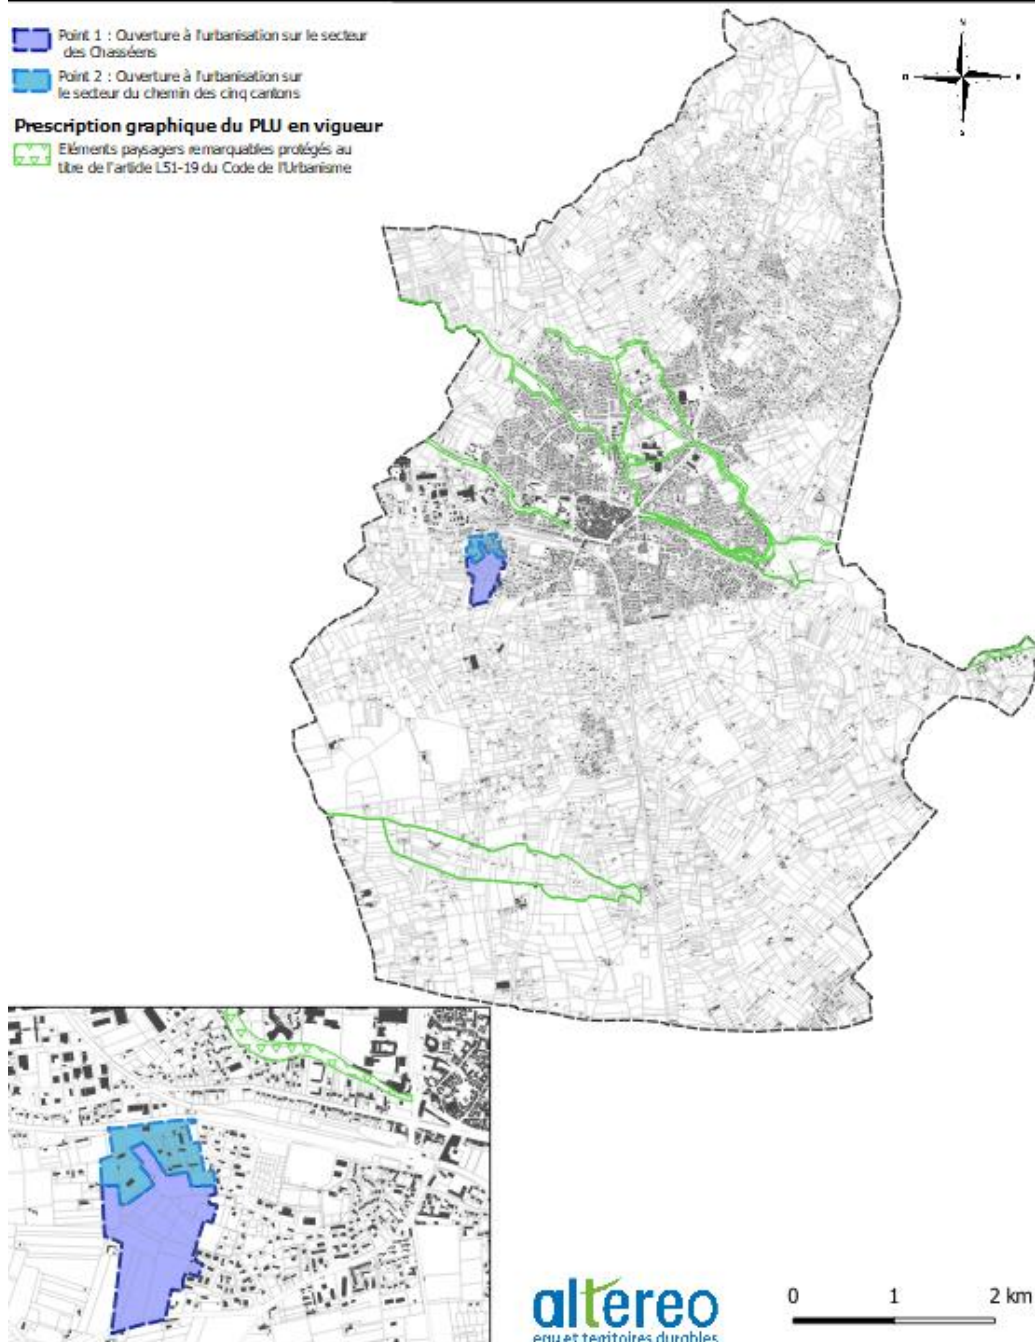 Point 1 : Ouverture à l'urbanisation sur le secteur
des Chasséens
Point 2 : Ouverture à l'urbanisation sur
le secteur du chemin des cinq cantons
Prescription graphique du PLU en vigueur
Eléments paysagers remarquables protégés au
titre de l'article L51-19 du Code de l'Urbanisme
altereo
eau et territoires durables
0 1 2 km